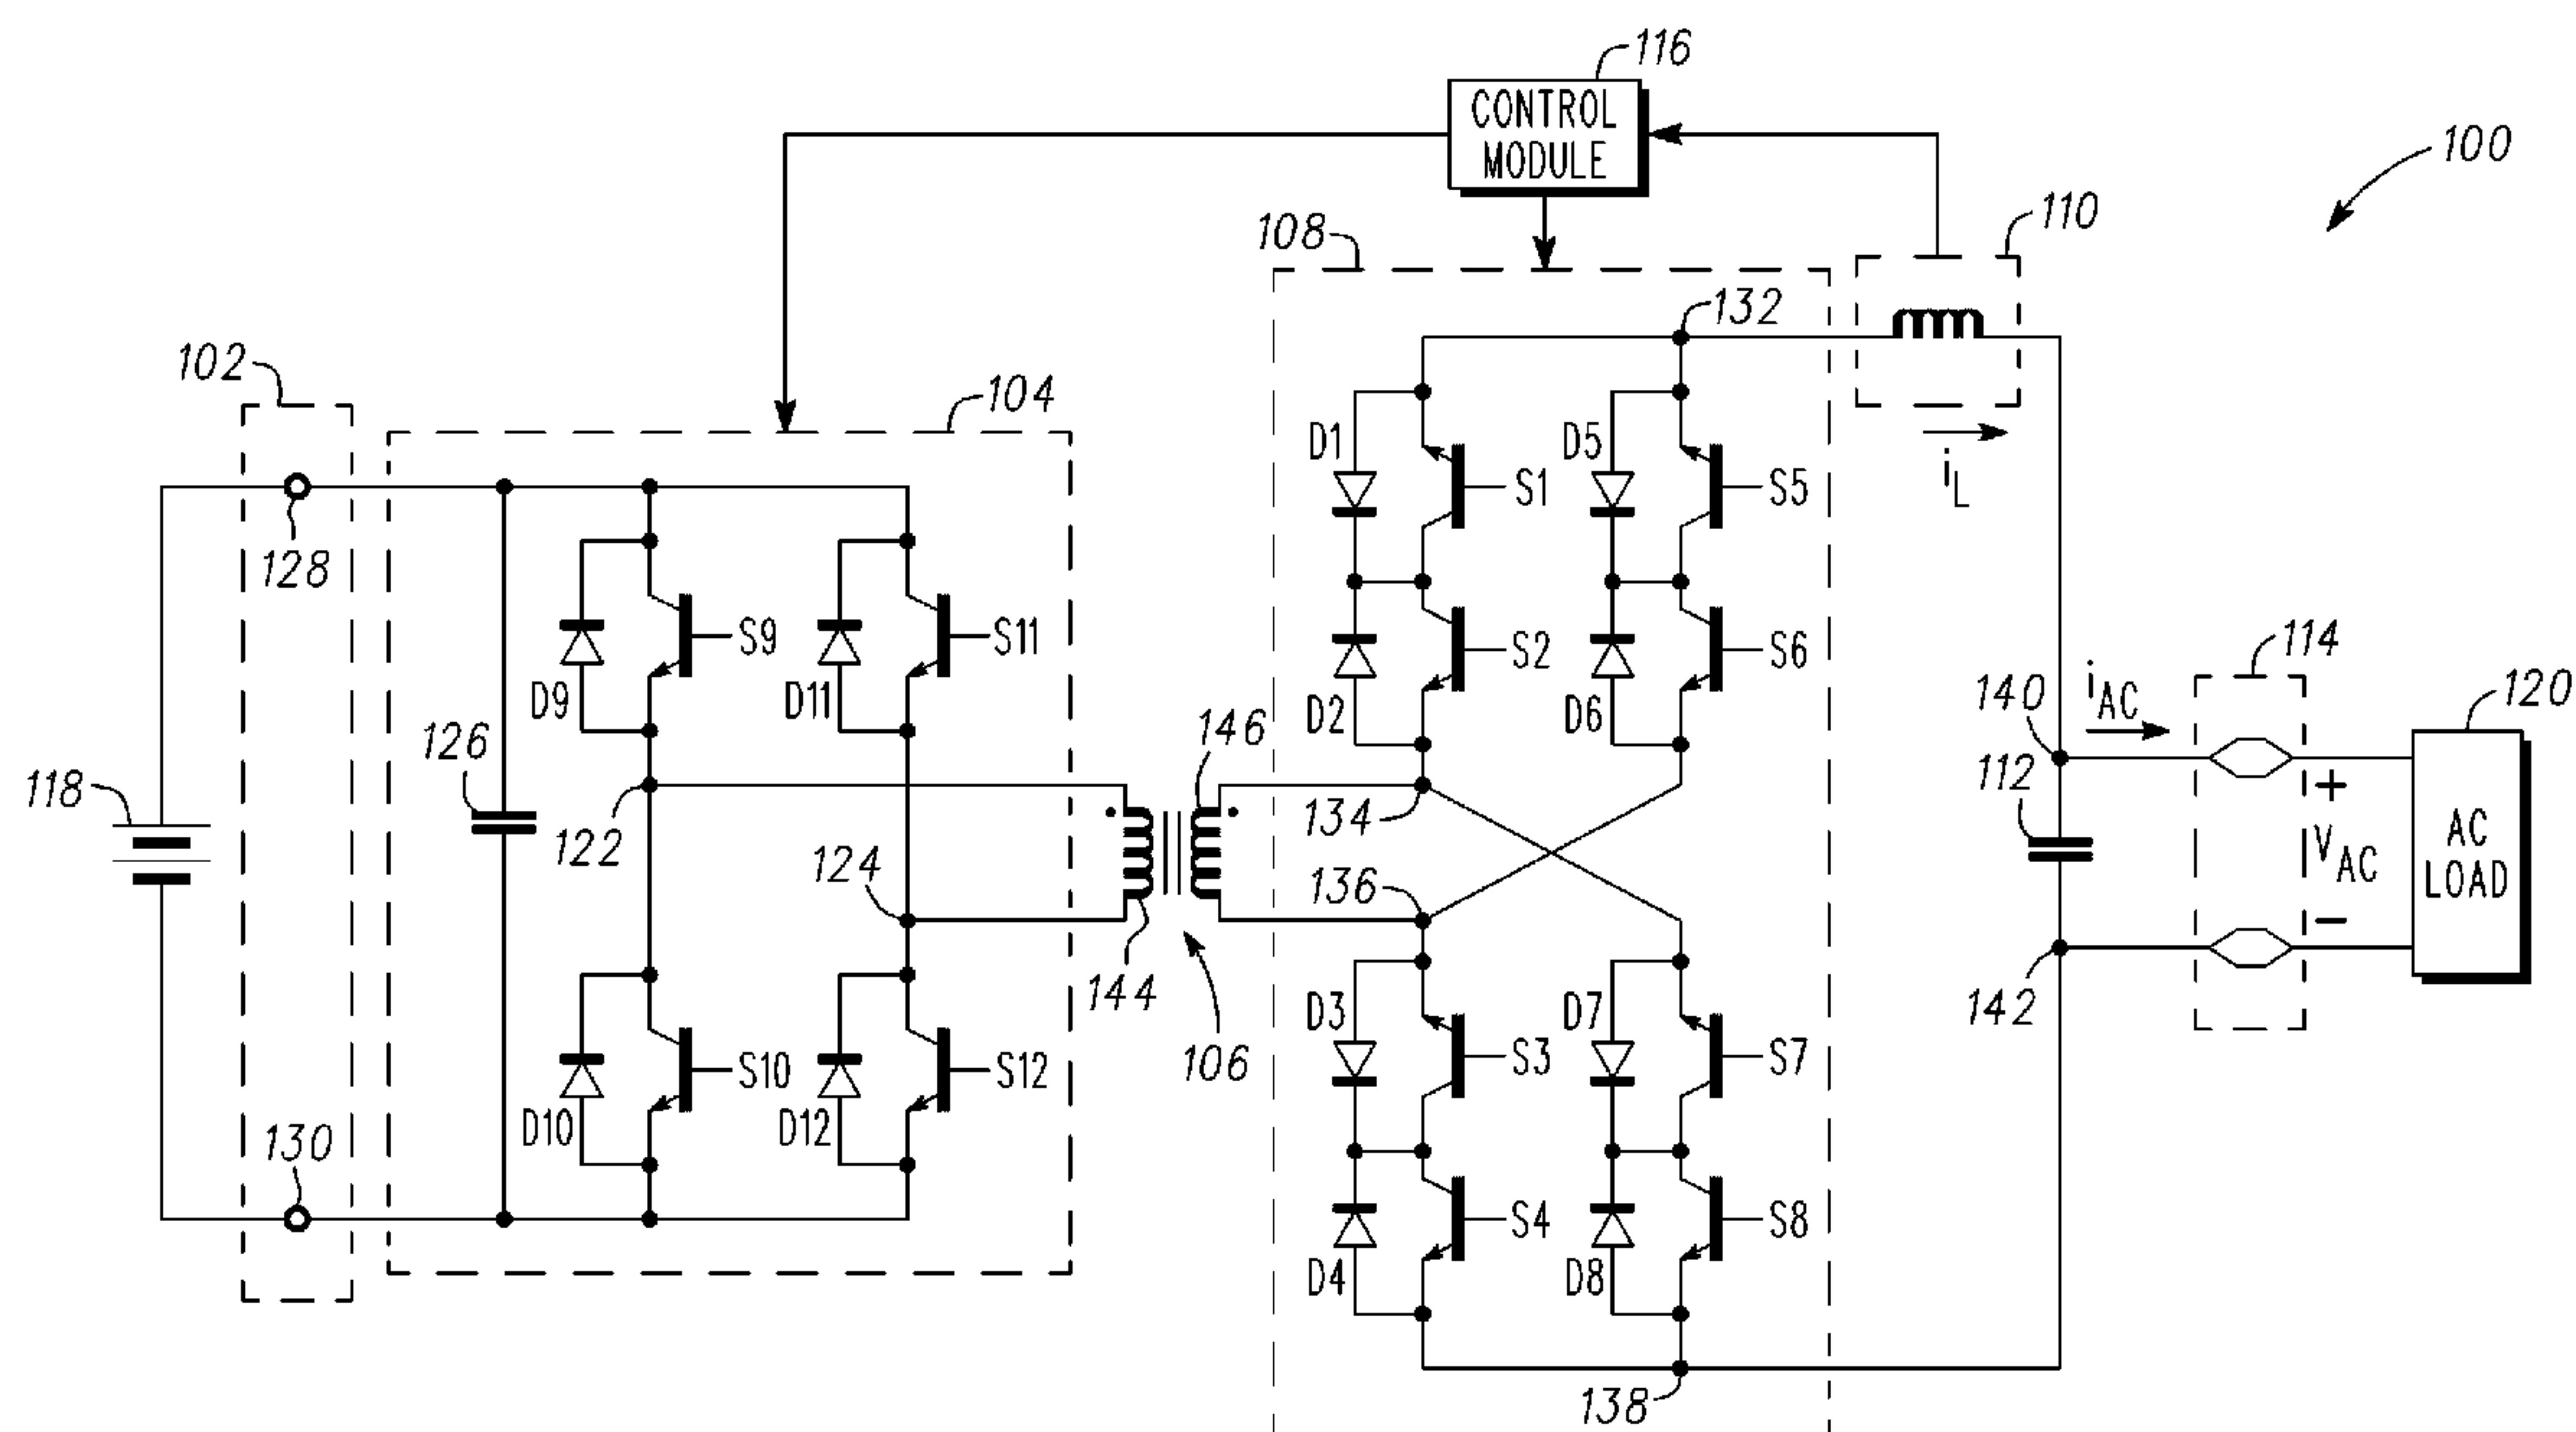 116
CONTROL
MODULE
100
110
108
132
102
104
D1
S1
D5
S5
iL
128
S9
S11
S2
S6
114
D9
D11
D2
D6
iAC
120
126
146
140
118
112
+
122
134
VAC
AC
LOAD
124
136
−
144
D3
S3
D7
S7
142
106
S10
S12
D10
D12
130
S4
S8
D4
D8
138